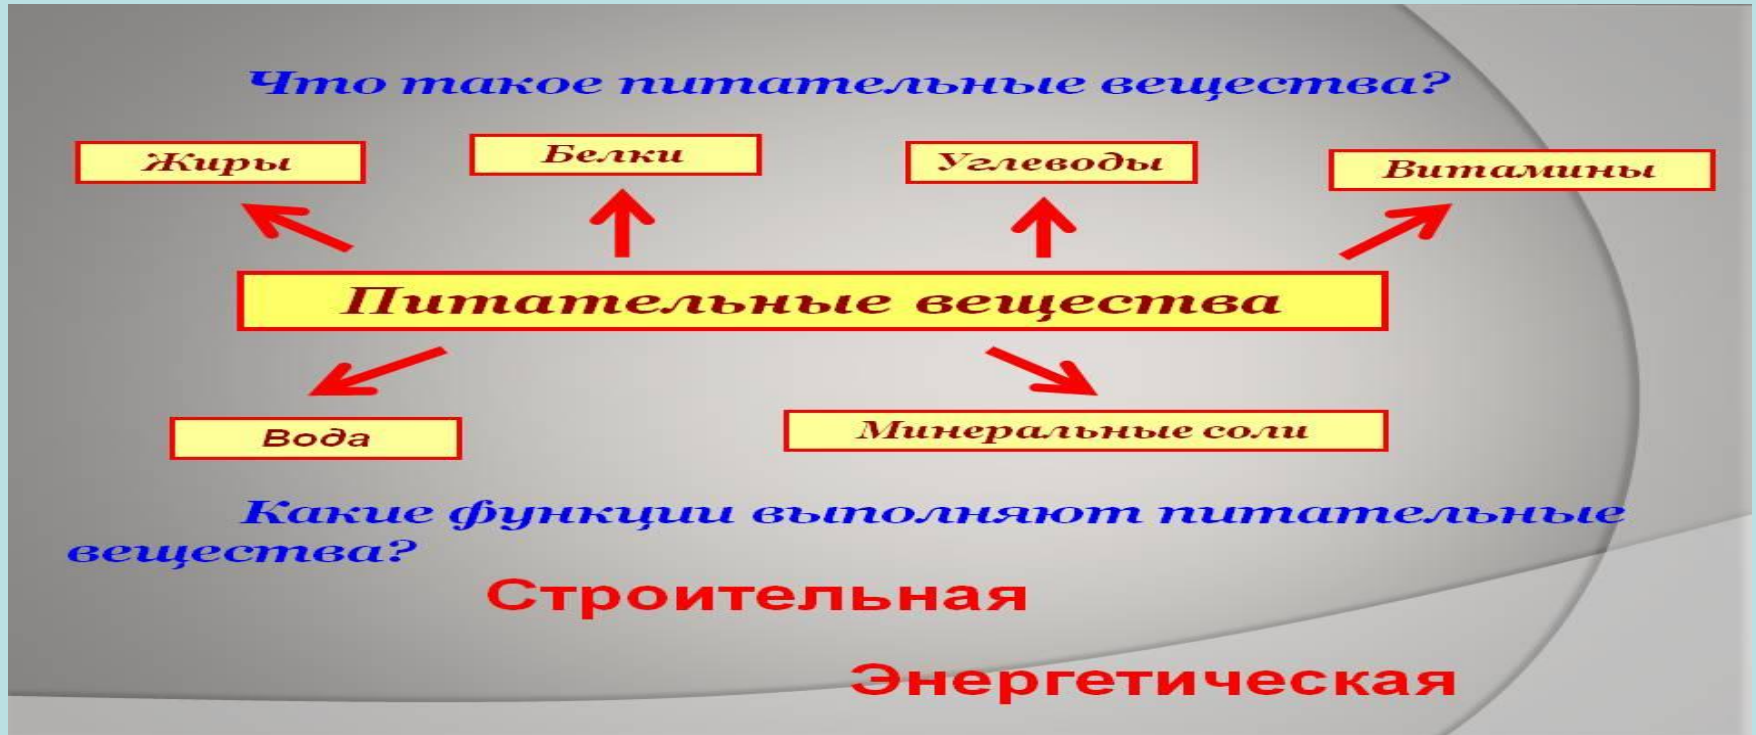 Что такое питательные вещества?
Жиры
Белки
Углеводы
Витамины
Питательные вещества
Вода
Минеральные соли
Какие функции выполняют питательные
вещества?
Строительная
Энергетическая